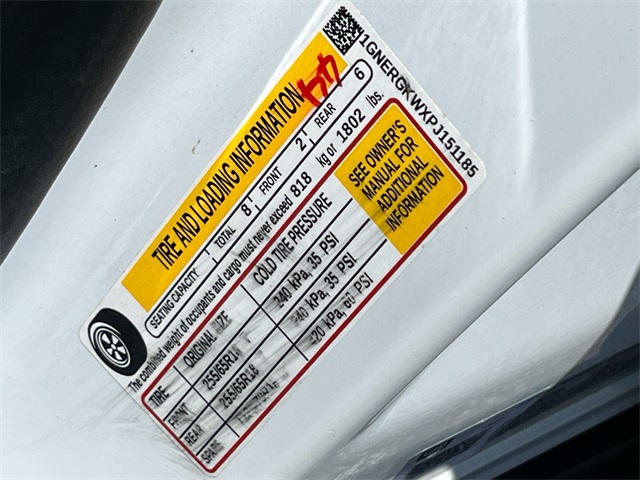 1GNERGKWXPJ151185
TIRE AND LOADING INFORMATION
SEATING CAPACITY TOTAL 8 FRONT 2 REAR 6
The combined weight of occupants and cargo must never exceed 818 kg or 1802 lbs.
TIRE ORIGINAL SIZE COLD TIRE PRESSURE
FRONT 255/65R18 240 kPa, 35 PSI
REAR 255/65R18 240 kPa, 35 PSI
SPARE 420 kPa, 60 PSI
SEE OWNER'S
MANUAL FOR
ADDITIONAL
INFORMATION